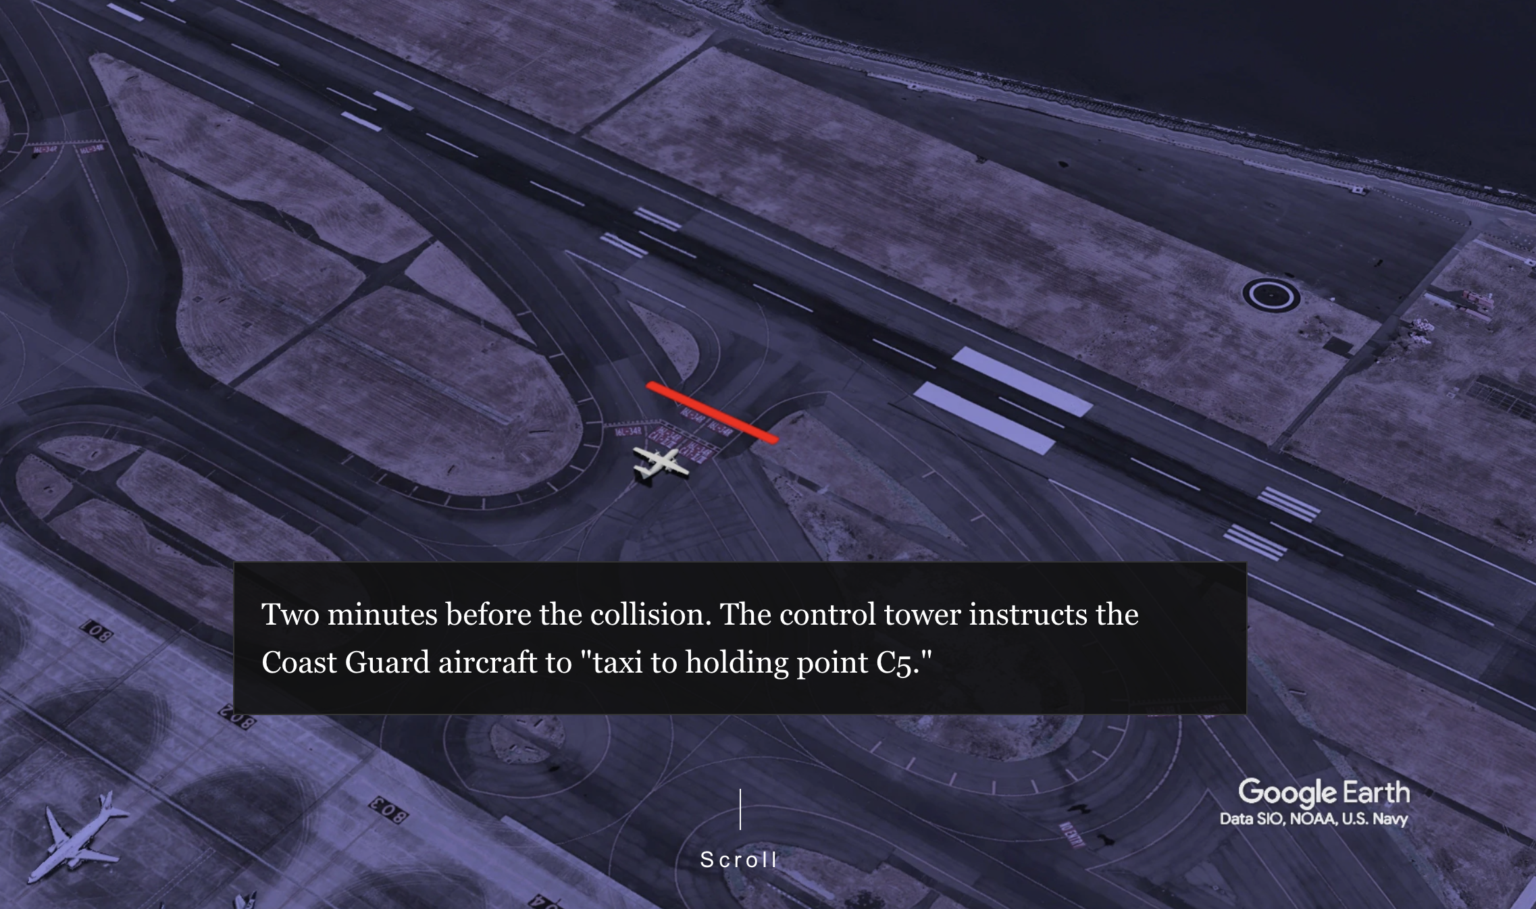 801
802
803
Two minutes before the collision. The control tower instructs the
Coast Guard aircraft to "taxi to holding point C5."
Google Earth
Data SIO, NOAA, U.S. Navy
Scroll